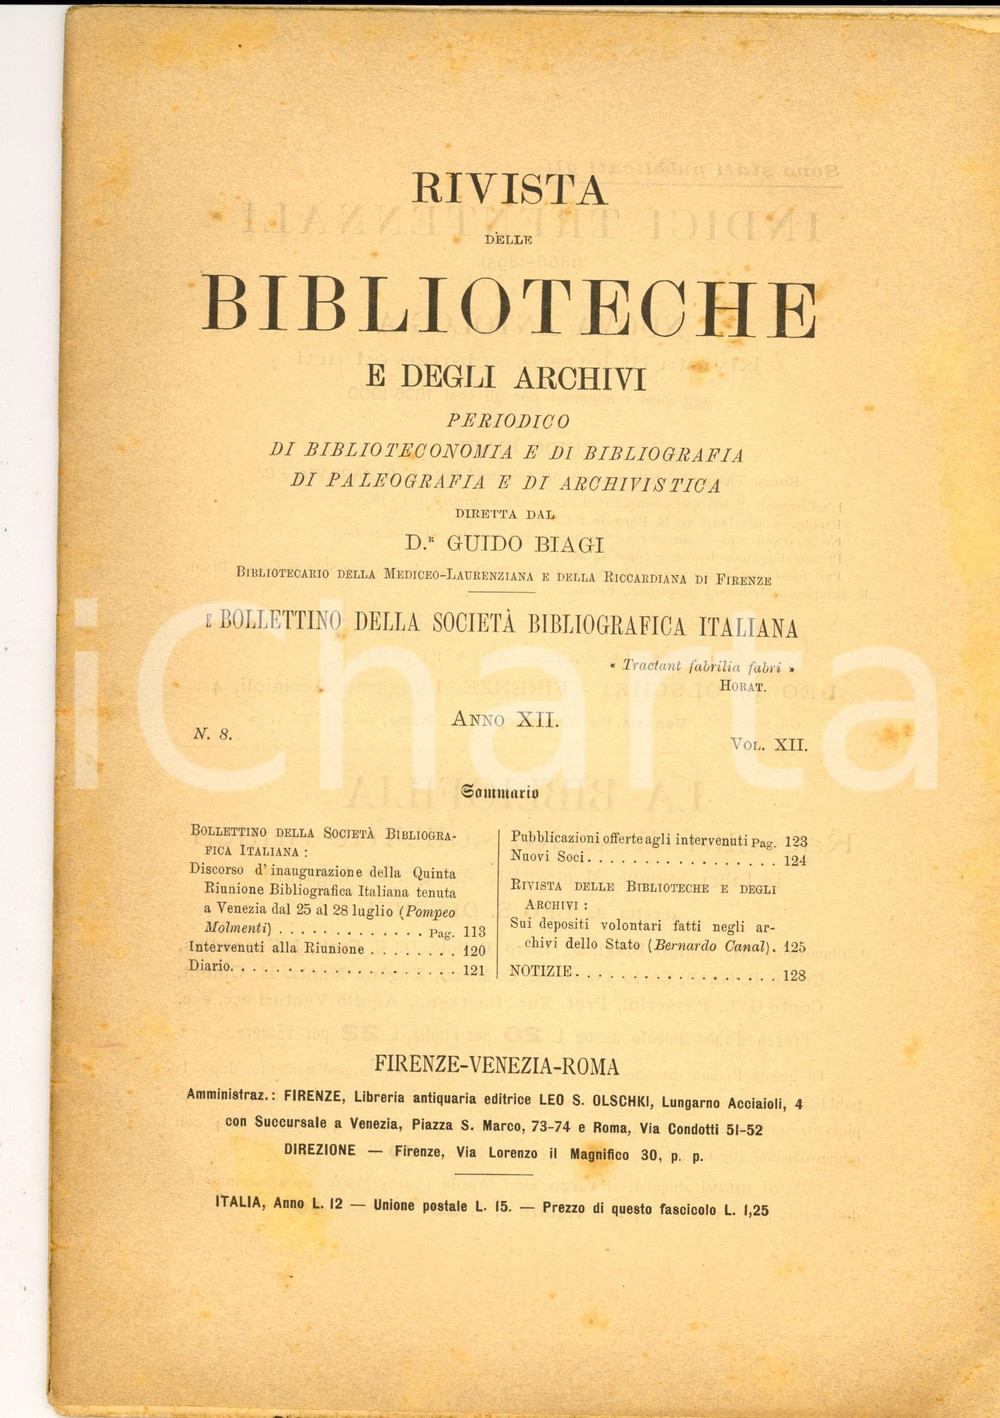 RIVISTA
DELLE
BIBLIOTECHE
E DEGLI ARCHIVI
PERIODICO
DI BIBLIOTECONOMIA E DI BIBLIOGRAFIA
DI PALEOGRAFIA E DI ARCHIVISTICA
DIRETTA DAL
D.R GUIDO BIAGI
BIBLIOTECARIO DELLA MEDICEO-LAURENZIANA E DELLA RICCARDIANA DI FIRENZE
E BOLLETTINO DELLA SOCIETÀ BIBLIOGRAFICA ITALIANA
« Tractant fabrilia fabri »
HORAT.
ANNO XII.
N. 8.
VOL. XII.
iCharta
Sommario
BOLLETTINO DELLA SOCIETÀ BIBLIOGRA-
FICA ITALIANA :
Discorso d' inaugurazione della Quinta
Riunione Bibliografica Italiana tenuta
a Venezia dal 25 al 28 luglio (Pompeo
Molmenti) . . . . . . . . . . . . . Pag. 113
Intervenuti alla Riunione . . . . . . . . 120
Diario. . . . . . . . . . . . . . . . . . . . 121
Pubblicazioni offerte agli intervenuti Pag. 123
Nuovi Soci. . . . . . . . . . . . . . . . . 124
RIVISTA DELLE BIBLIOTECHE E DEGLI
ARCHIVI :
Sui depositi volontari fatti negli ar-
chivi dello Stato (Bernardo Canal). 125
NOTIZIE. . . . . . . . . . . . . . . . . . 128
FIRENZE-VENEZIA-ROMA
Amministraz.: FIRENZE, Libreria antiquaria editrice LEO S. OLSCHKI, Lungarno Acciaioli, 4
con Succursale a Venezia, Piazza S. Marco, 73-74 e Roma, Via Condotti 51-52
DIREZIONE — Firenze, Via Lorenzo il Magnifico 30, p. p.
ITALIA, Anno L. 12 — Unione postale L. 15. — Prezzo di questo fascicolo L. 1,25